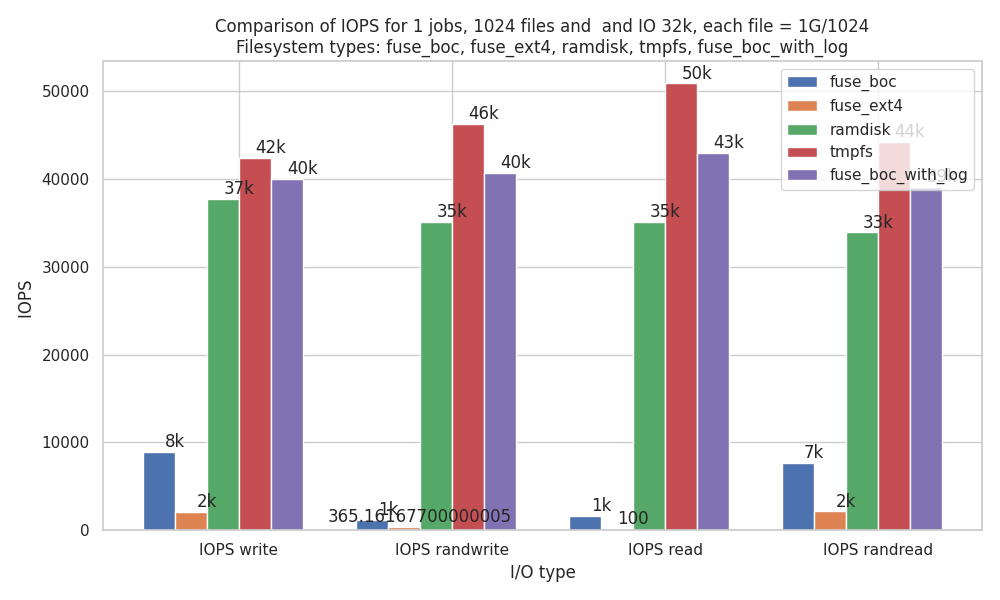 Comparison of IOPS for 1 jobs, 1024 files and  and IO 32k, each file = 1G/1024
Filesystem types: fuse_boc, fuse_ext4, ramdisk, tmpfs, fuse_boc_with_log
fuse_boc
fuse_ext4
ramdisk
tmpfs
fuse_boc_with_log
IOPS
50000
40000
30000
20000
10000
0
8k
2k
37k
42k
40k
1k
365.16167700000005
35k
46k
40k
1k
100
35k
50k
43k
7k
2k
33k
44k
IOPS write
IOPS randwrite
IOPS read
IOPS randread
I/O type